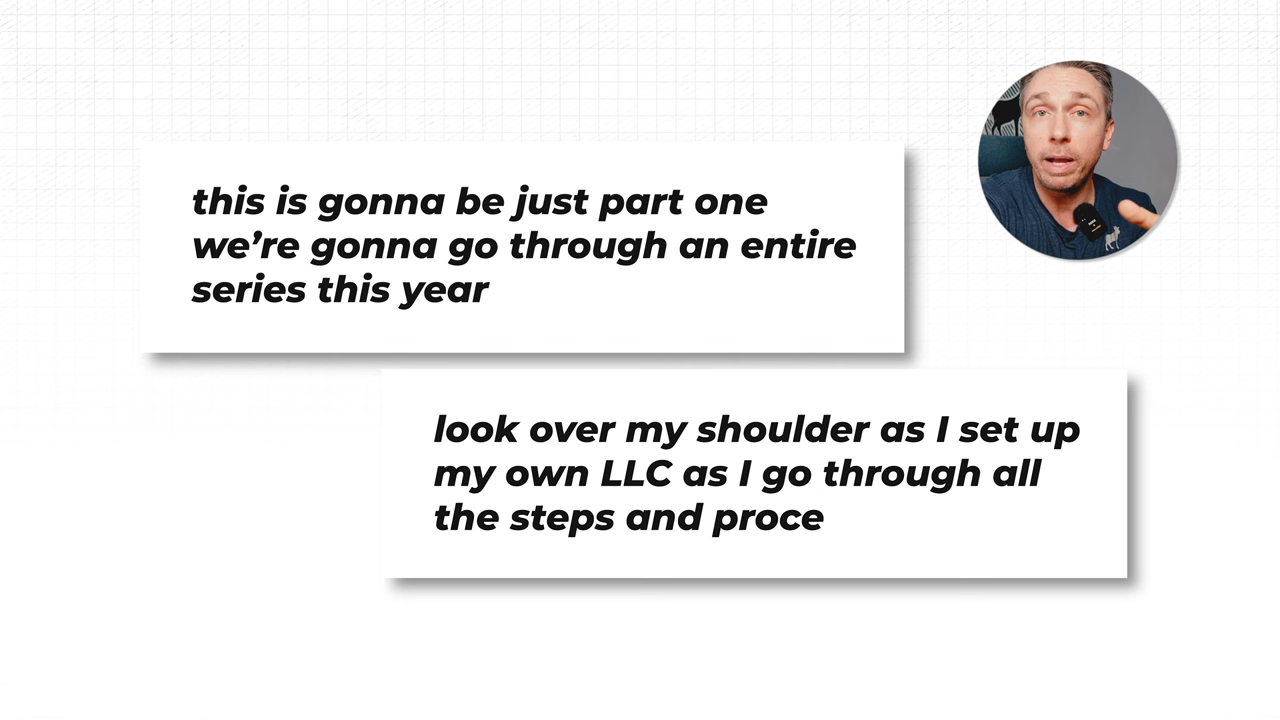 this is gonna be just part one
we’re gonna go through an entire
series this year
look over my shoulder as I set up
my own LLC as I go through all
the steps and proce